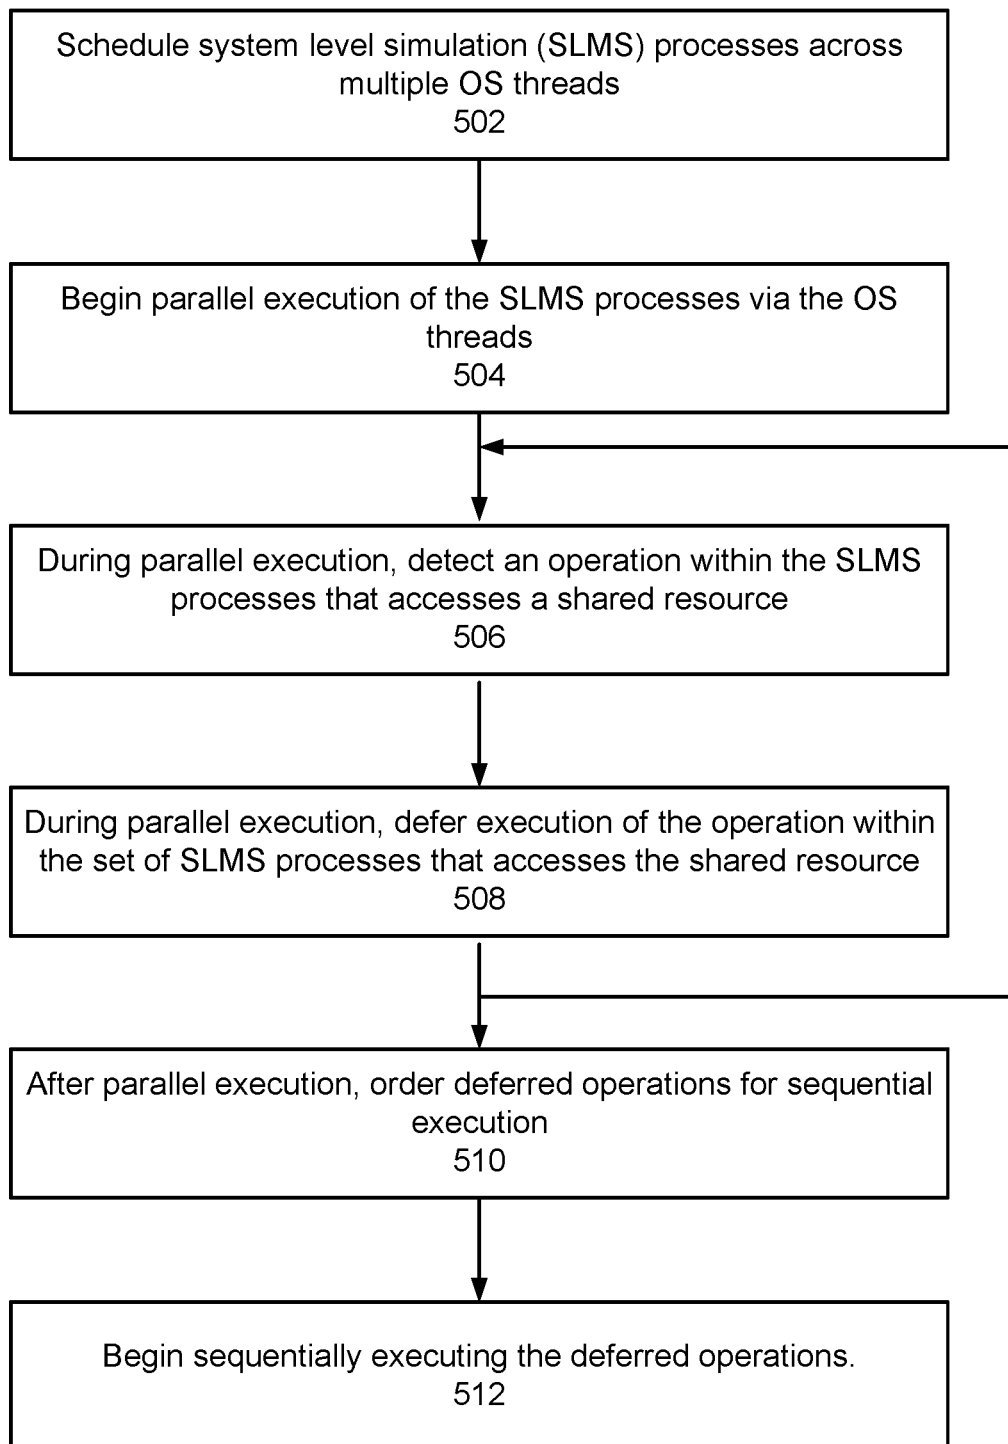 Schedule system level simulation (SLMS) processes across
multiple OS threads
502
Begin parallel execution of the SLMS processes via the OS
threads
504
During parallel execution, detect an operation within the SLMS
processes that accesses a shared resource
506
During parallel execution, defer execution of the operation within
the set of SLMS processes that accesses the shared resource
508
After parallel execution, order deferred operations for sequential
execution
510
Begin sequentially executing the deferred operations.
512